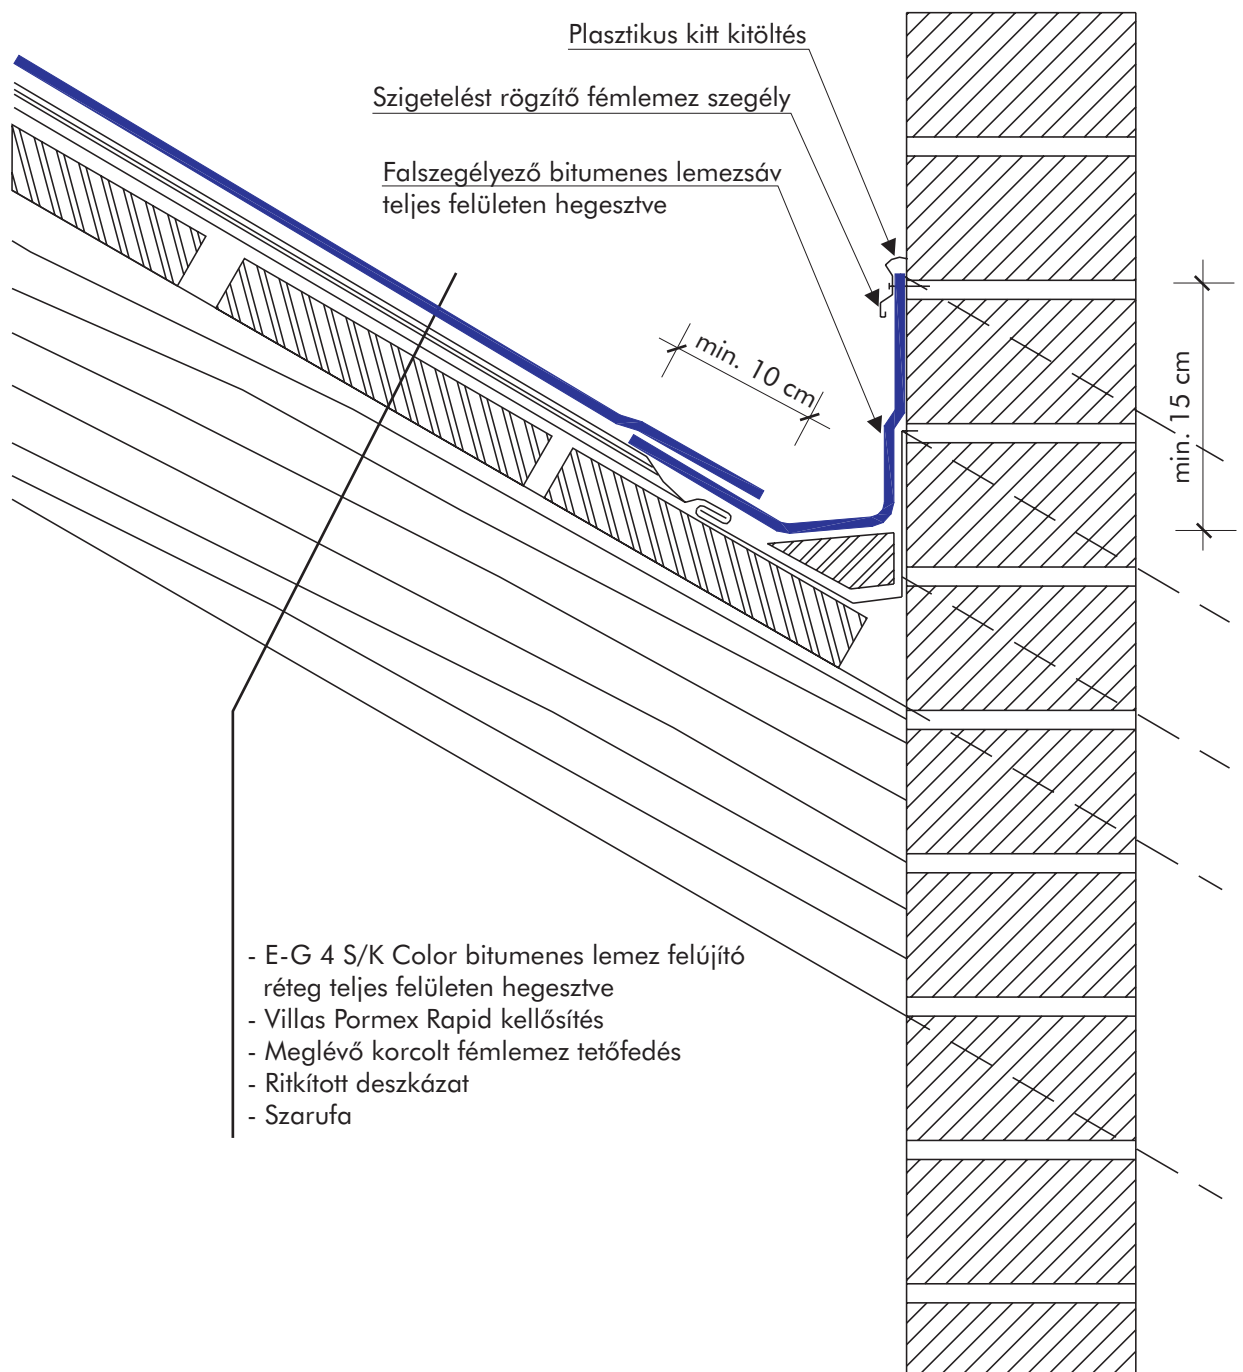 Plasztikus kitt kitöltés
Szigetelést rögzítő fémlemez szegély
Falszegélyező bitumenes lemezsáv
teljes felületen hegesztve
min. 10 cm
min. 15 cm
- E-G 4 S/K Color bitumenes lemez felújító
réteg teljes felületen hegesztve
- Villas Pormex Rapid kellősítés
- Meglévő korcolt fémlemez tetőfedés
- Ritkított deszkázat
- Szarufa